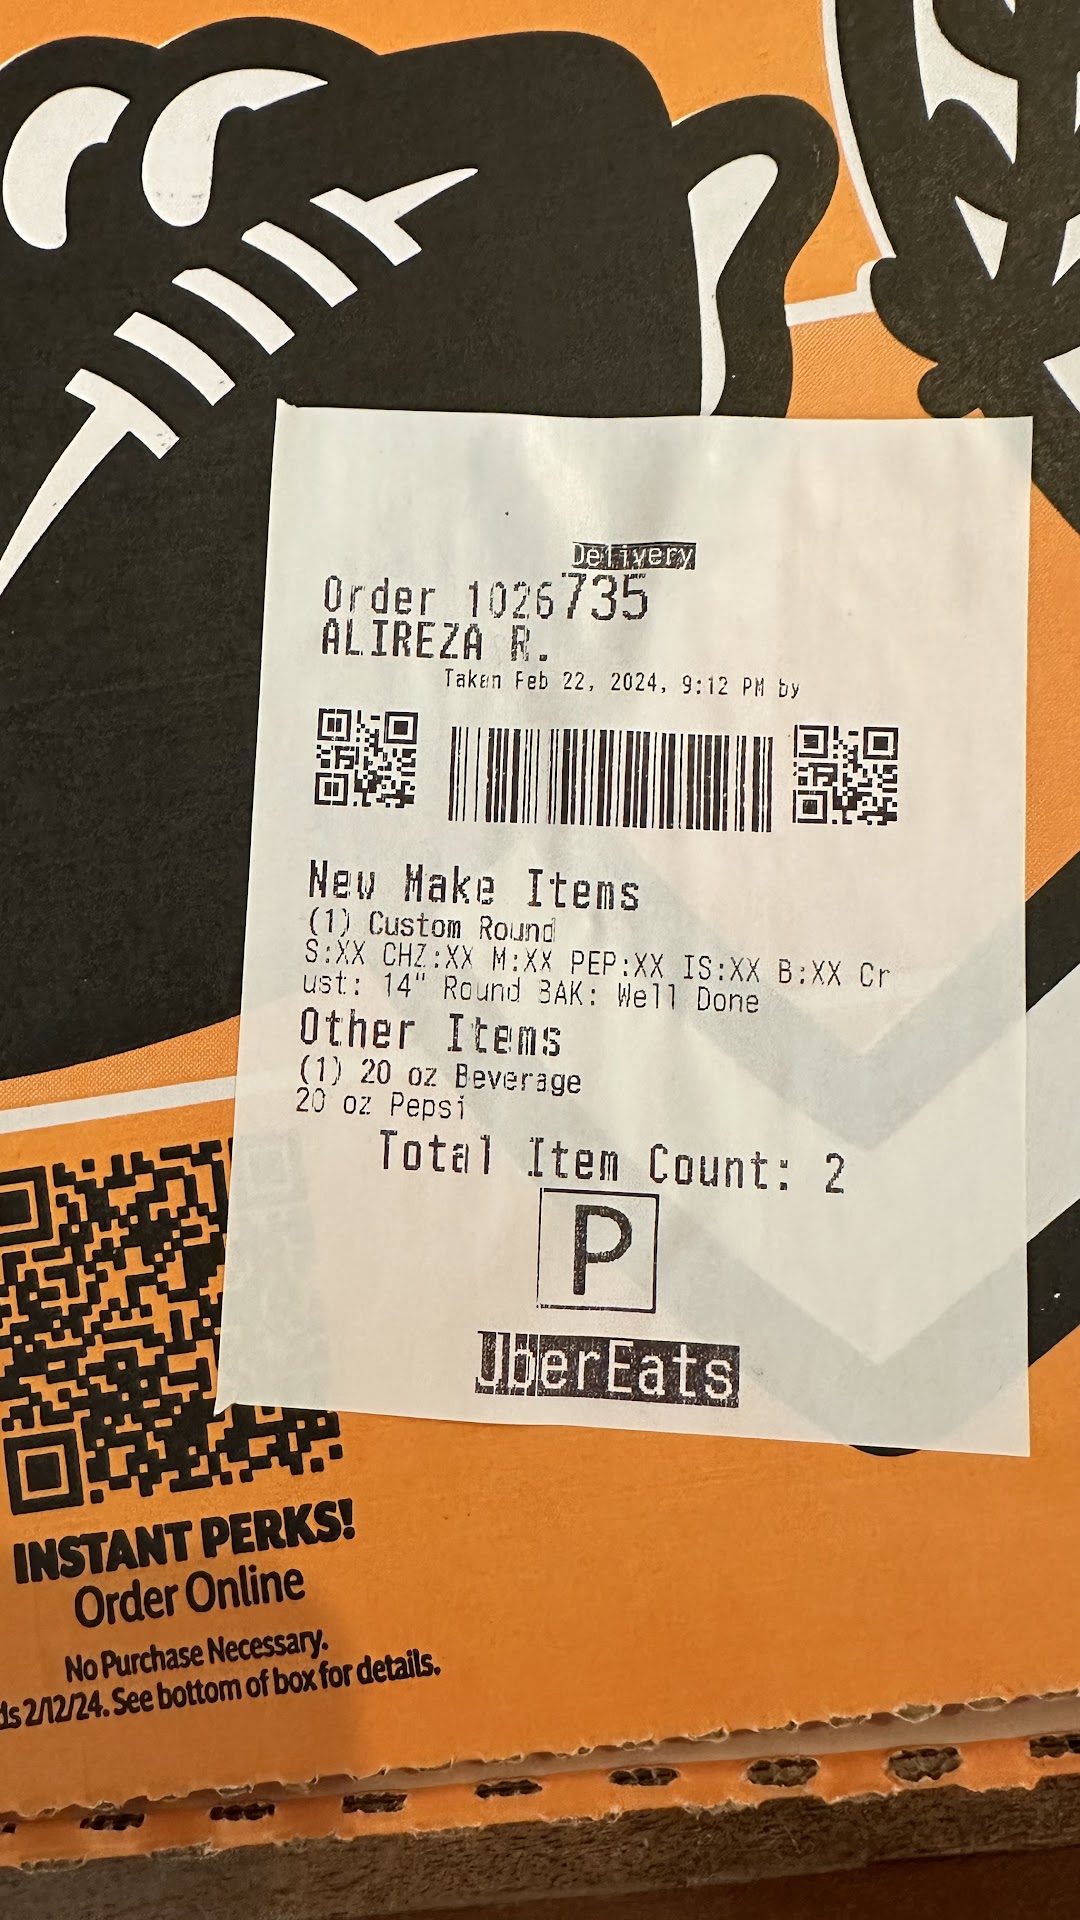 Delivery
Order 1026735
ALIREZA R.
Taken Feb 22, 2024, 9:12 PM by
New Make Items
(1) Custom Round
S:XX CHZ:XX M:XX PEP:XX IS:XX B:XX Cr
ust: 14" Round BAK: Well Done
Other Items
(1) 20 oz Beverage
20 oz Pepsi
Total Item Count: 2
P
UberEats
INSTANT PERKS!
Order Online
No Purchase Necessary.
2/12/24. See bottom of box for details.